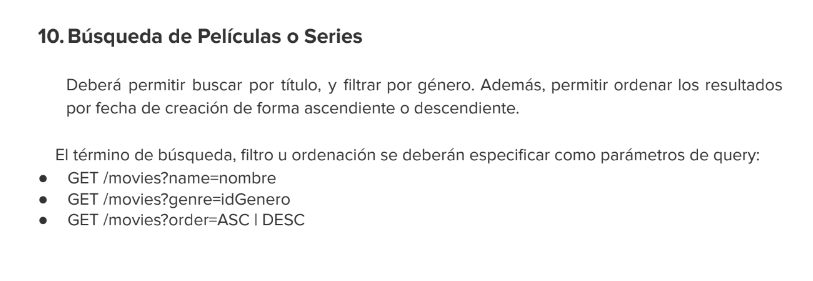 10. Búsqueda de Películas o Series
Deberá permitir buscar por título, y filtrar por género. Además, permitir ordenar los resultados
por fecha de creación de forma ascendiente o descendiente.
El término de búsqueda, filtro u ordenación se deberán especificar como parámetros de query:
● GET /movies?name=nombre
● GET /movies?genre=idGenero
● GET /movies?order=ASC | DESC